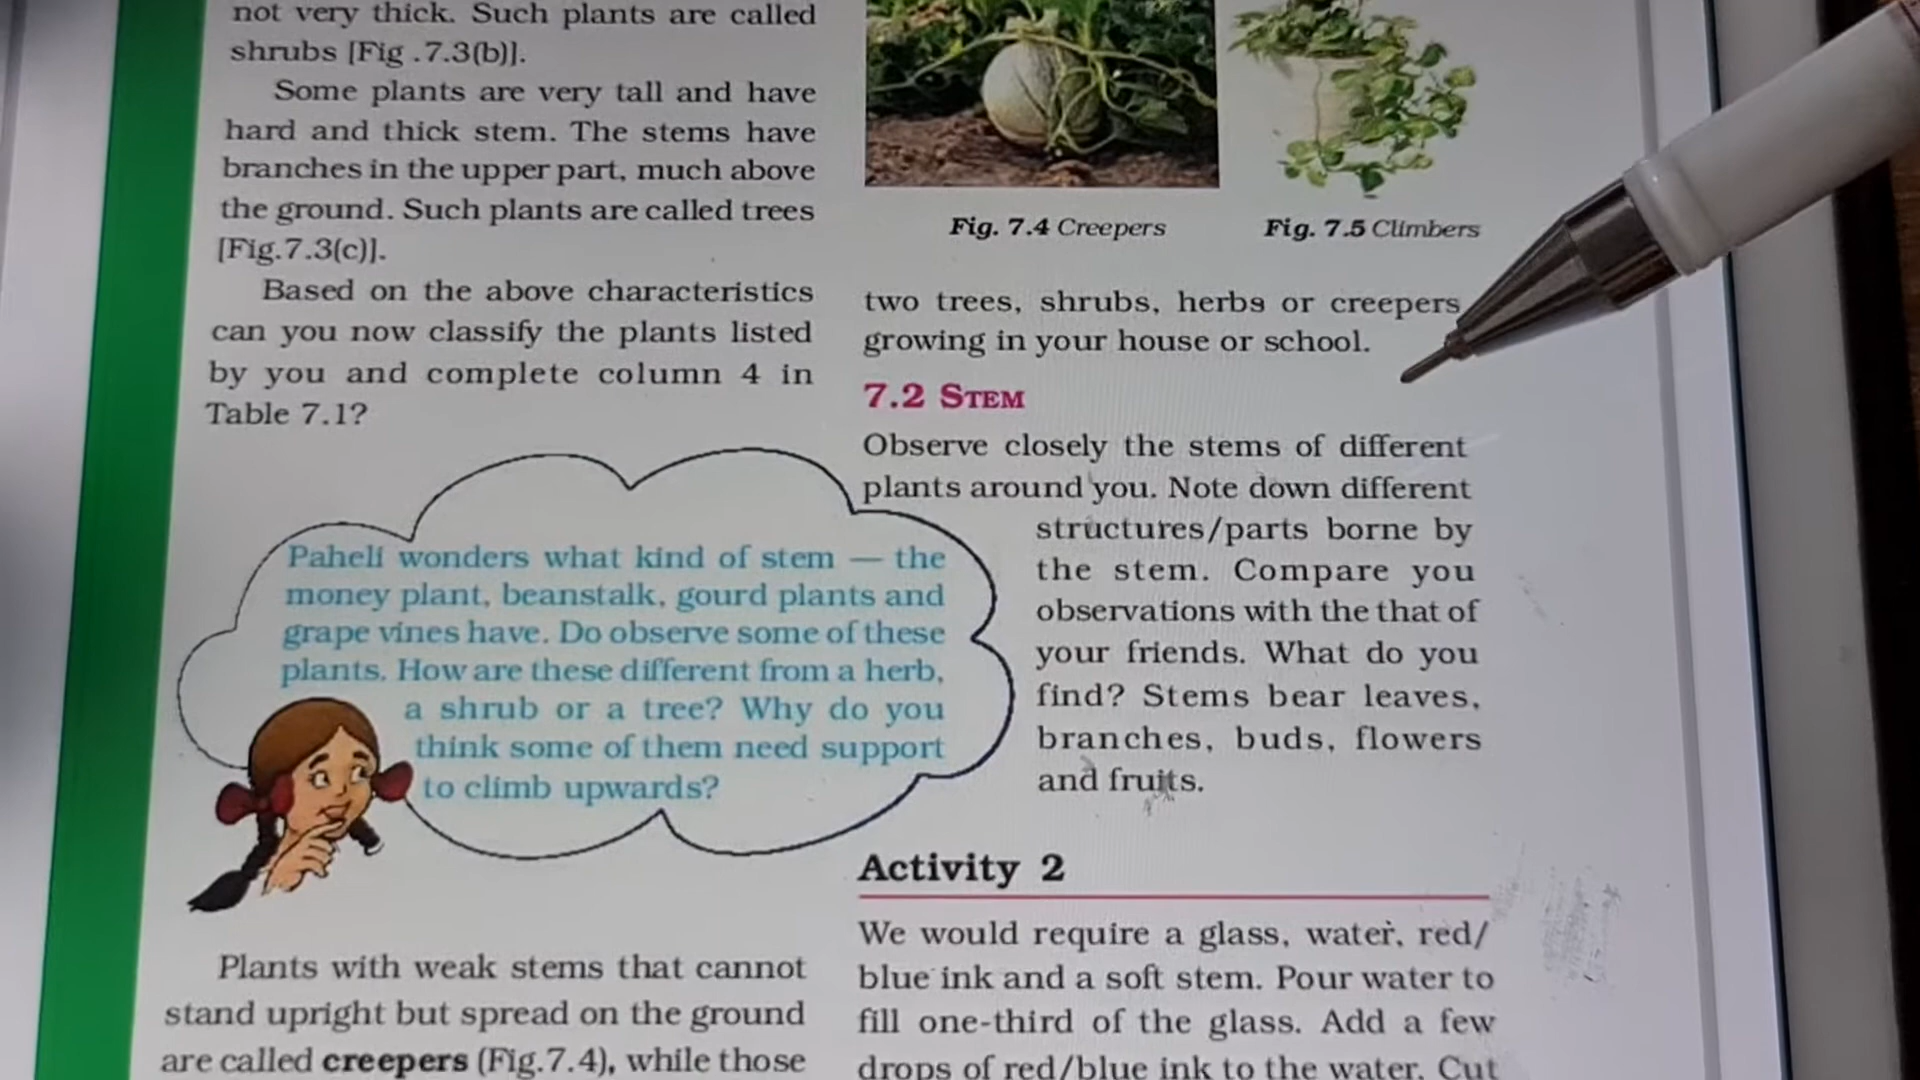 not very thick. Such plants are called
shrubs [Fig .7.3(b)].
Some plants are very tall and have
hard and thick stem. The stems have
branches in the upper part, much above
the ground. Such plants are called trees
[Fig.7.3(c)].
Based on the above characteristics
can you now classify the plants listed
by you and complete column 4 in
Table 7.1?
Paheli wonders what kind of stem — the
money plant, beanstalk, gourd plants and
grape vines have. Do observe some of these
plants. How are these different from a herb,
a shrub or a tree? Why do you
think some of them need support
to climb upwards?
Plants with weak stems that cannot
stand upright but spread on the ground
are called creepers (Fig.7.4), while those
Fig. 7.4 Creepers
Fig. 7.5 Climbers
two trees, shrubs, herbs or creepers
growing in your house or school.
7.2 STEM
Observe closely the stems of different
plants around you. Note down different
structures/parts borne by
the stem. Compare you
observations with the that of
your friends. What do you
find? Stems bear leaves,
branches, buds, flowers
and fruits.
Activity 2
We would require a glass, water, red/
blue ink and a soft stem. Pour water to
fill one-third of the glass. Add a few
drops of red/blue ink to the water. Cut